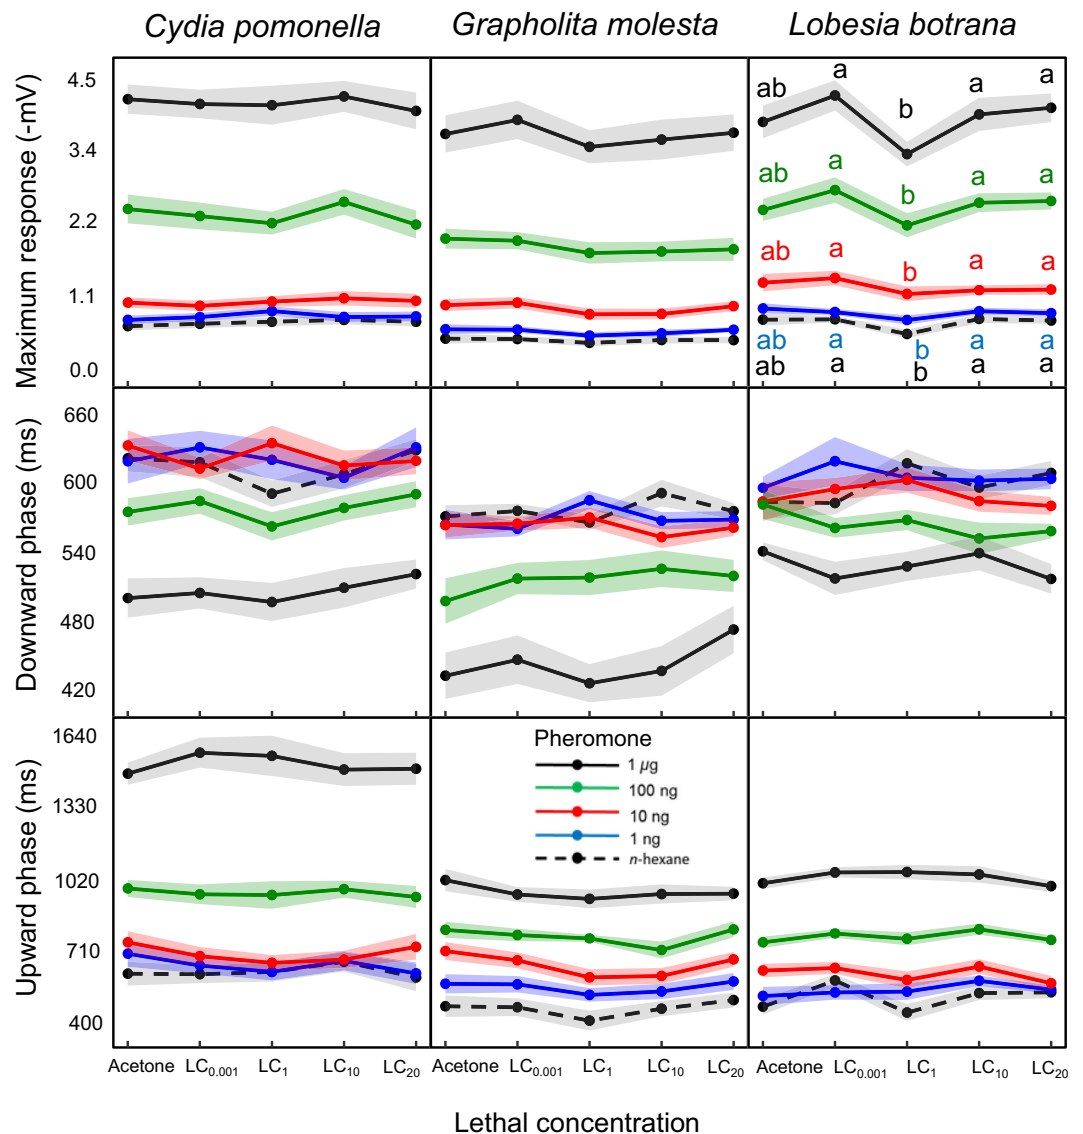 Cydia pomonella Grapholita molesta Lobesia botrana
Maximum response (-mV)
4.5
3.4
2.2
1.1
0.0
ab a b a a
ab a b a a
ab a b a a
ab a b a a
ab a b a a
Downward phase (ms)
660
600
540
480
420
Upward phase (ms)
1640
1330
1020
710
400
Pheromone
1 µg
100 ng
10 ng
1 ng
n-hexane
Acetone LC0.001 LC1 LC10 LC20 Acetone LC0.001 LC1 LC10 LC20 Acetone LC0.001 LC1 LC10 LC20
Lethal concentration